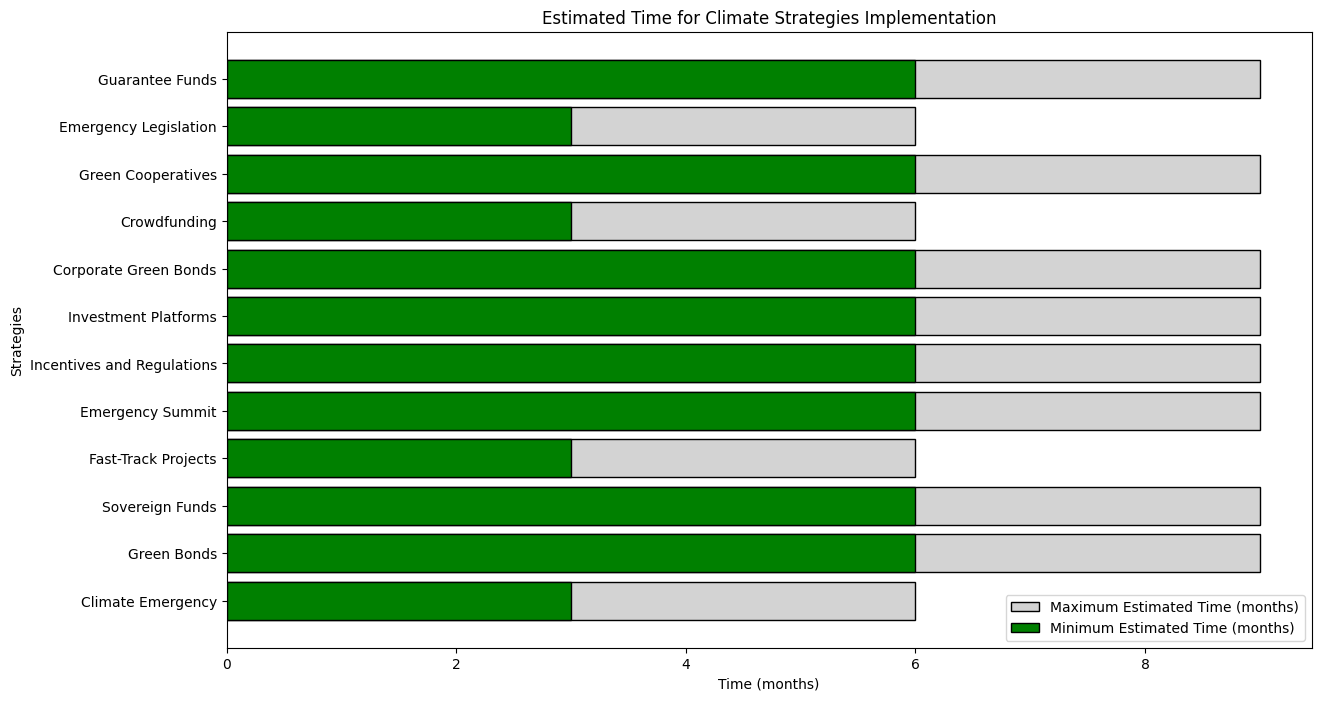 Estimated Time for Climate Strategies Implementation
Strategies
Guarantee Funds
Emergency Legislation
Green Cooperatives
Crowdfunding
Corporate Green Bonds
Investment Platforms
Incentives and Regulations
Emergency Summit
Fast-Track Projects
Sovereign Funds
Green Bonds
Climate Emergency
Maximum Estimated Time (months)
Minimum Estimated Time (months)
0 2 4 6 8
Time (months)